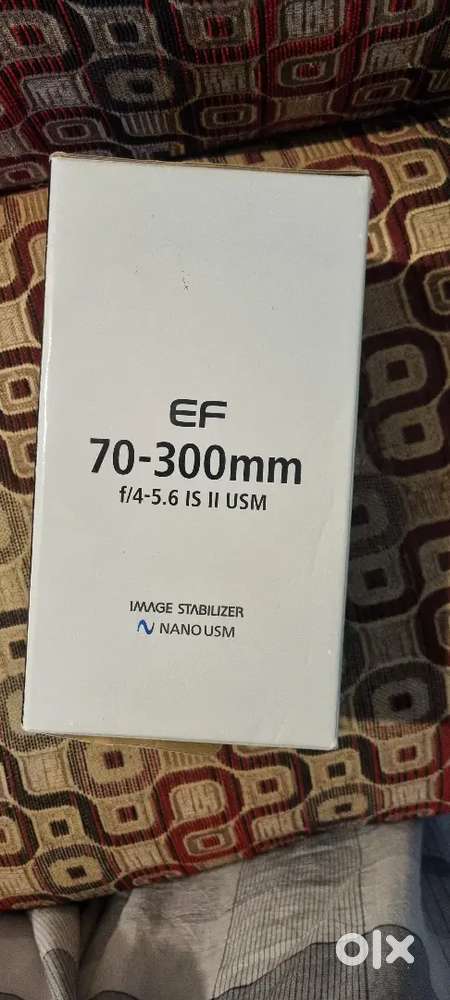 EF
70-300mm
f/4-5.6 IS II USM
IMAGE STABILIZER
NANO USM
olx